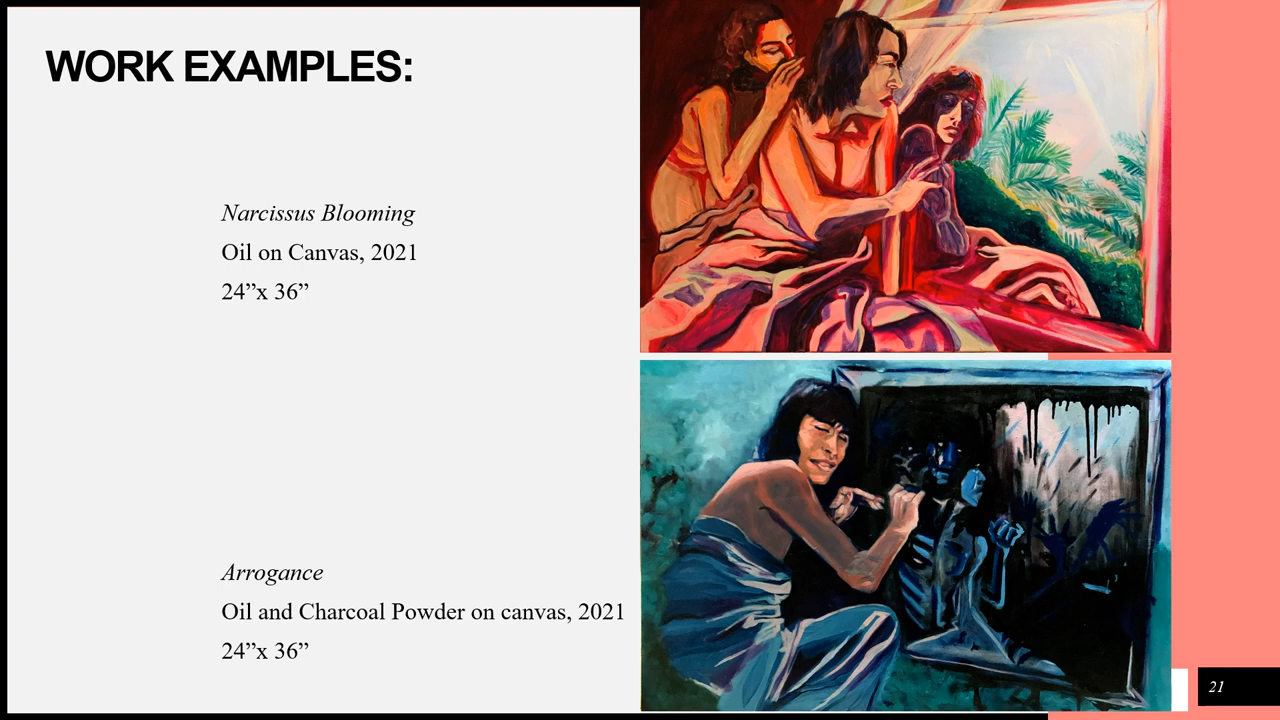 WORK EXAMPLES:
Narcissus Blooming
Oil on Canvas, 2021
24”x 36”
Arrogance
Oil and Charcoal Powder on canvas, 2021
24”x 36”
21